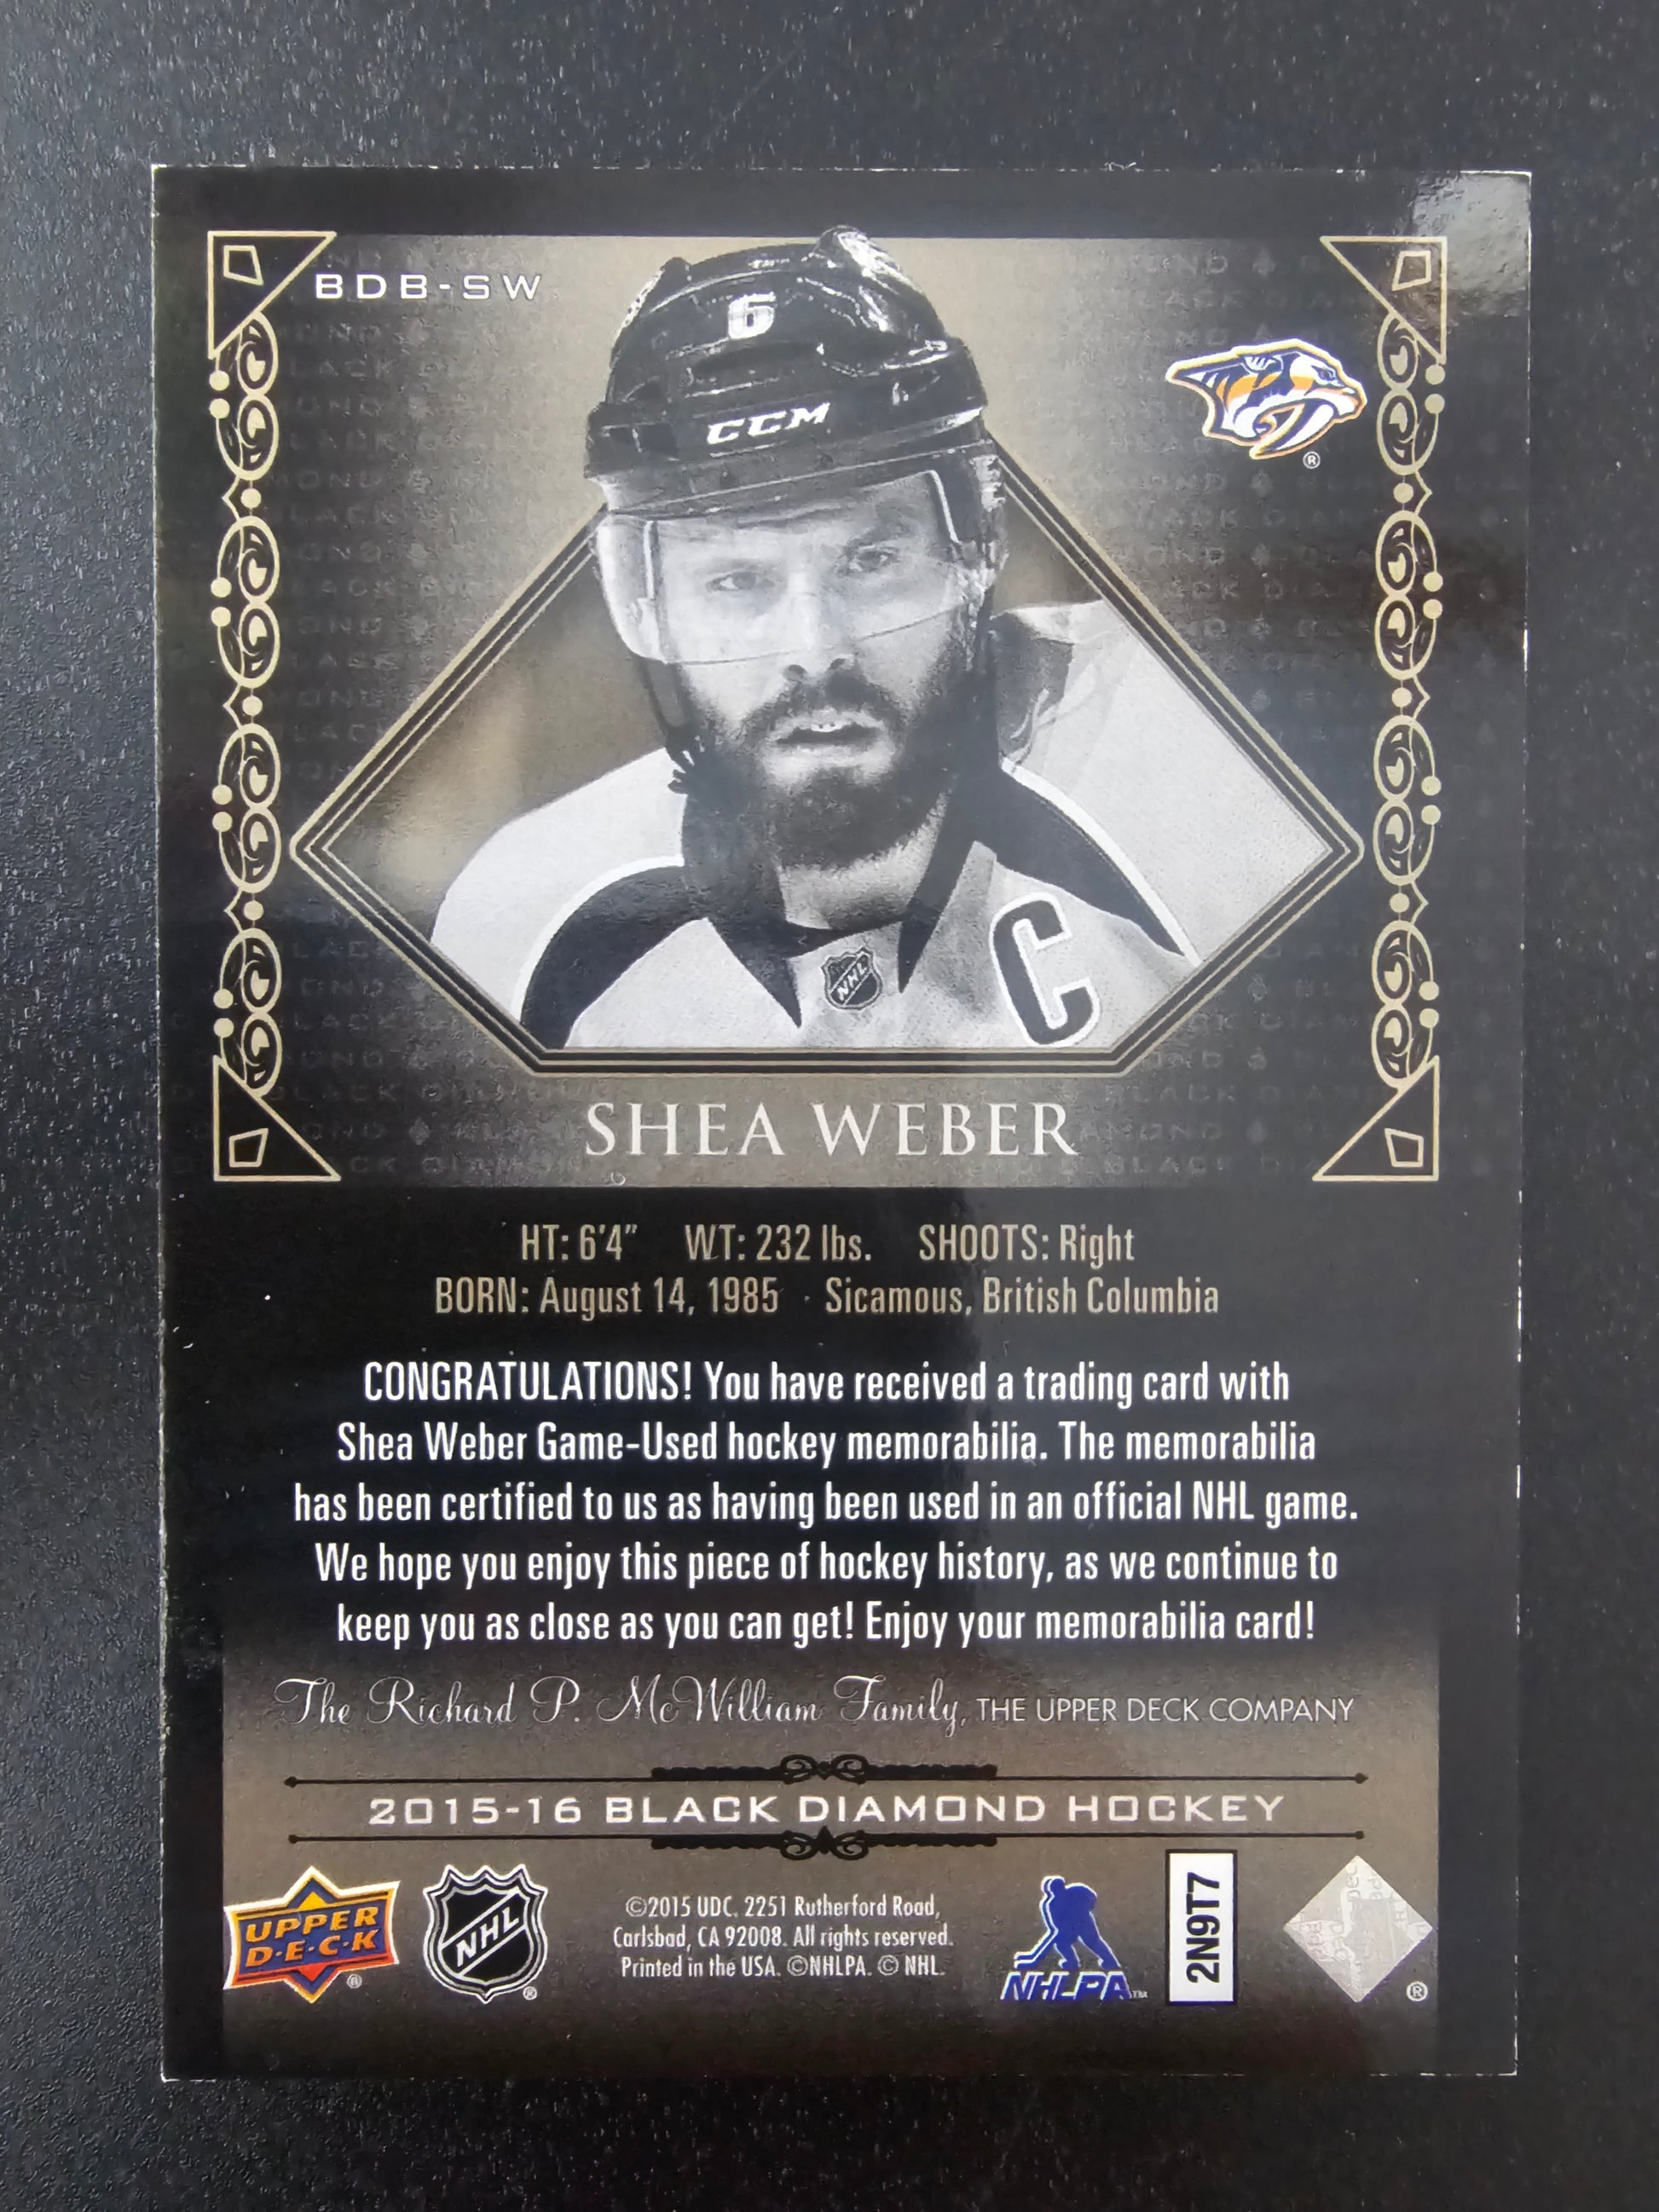 BDB-SW
6
CCM
®
NHL
C
SHEA WEBER
HT: 6'4" WT: 232 lbs. SHOOTS: Right
BORN: August 14, 1985 · Sicamous, British Columbia
CONGRATULATIONS! You have received a trading card with
Shea Weber Game-Used hockey memorabilia. The memorabilia
has been certified to us as having been used in an official NHL game.
We hope you enjoy this piece of hockey history, as we continue to
keep you as close as you can get! Enjoy your memorabilia card!
The Richard P. McWilliam Family, THE UPPER DECK COMPANY
2015-16 BLACK DIAMOND HOCKEY
UPPER
D·E·C·K
®
NHL
®
©2015 UDC. 2251 Rutherford Road,
Carlsbad, CA 92008. All rights reserved.
Printed in the USA. ©NHLPA. © NHL.
NHLPA™
2N9T7
®